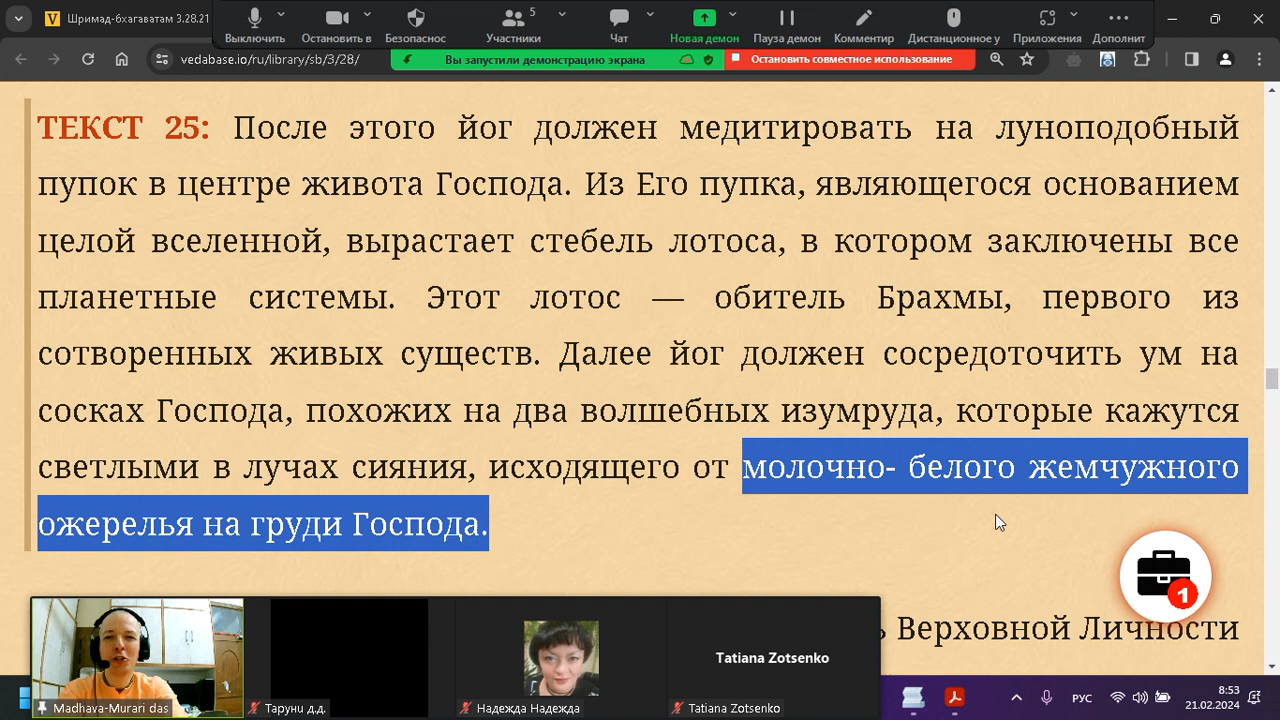 Шримад-бхагаватам 3.28.21
5
Выключить
Остановить в
Безопаснос
Участники
Чат
Новая демон
Пауза демон
Комментир
Дистанционное у
Приложения
Дополнит
vedabase.io/ru/library/sb/3/28/
Вы запустили демонстрацию экрана
Остановить совместное использование
ТЕКСТ 25: После этого йог должен медитировать на луноподобный
пупок в центре живота Господа. Из Его пупка, являющегося основанием
целой вселенной, вырастает стебель лотоса, в котором заключены все
планетные системы. Этот лотос — обитель Брахмы, первого из
сотворенных живых существ. Далее йог должен сосредоточить ум на
сосках Господа, похожих на два волшебных изумруда, которые кажутся
светлыми в лучах сияния, исходящего от молочно- белого жемчужного
ожерелья на груди Господа.
1
ь Верховной Личности
Tatiana Zotsenko
Madhava-Murari das
Таруни д.д.
Надежда Надежда
Tatiana Zotsenko
РУС
8:53
21.02.2024